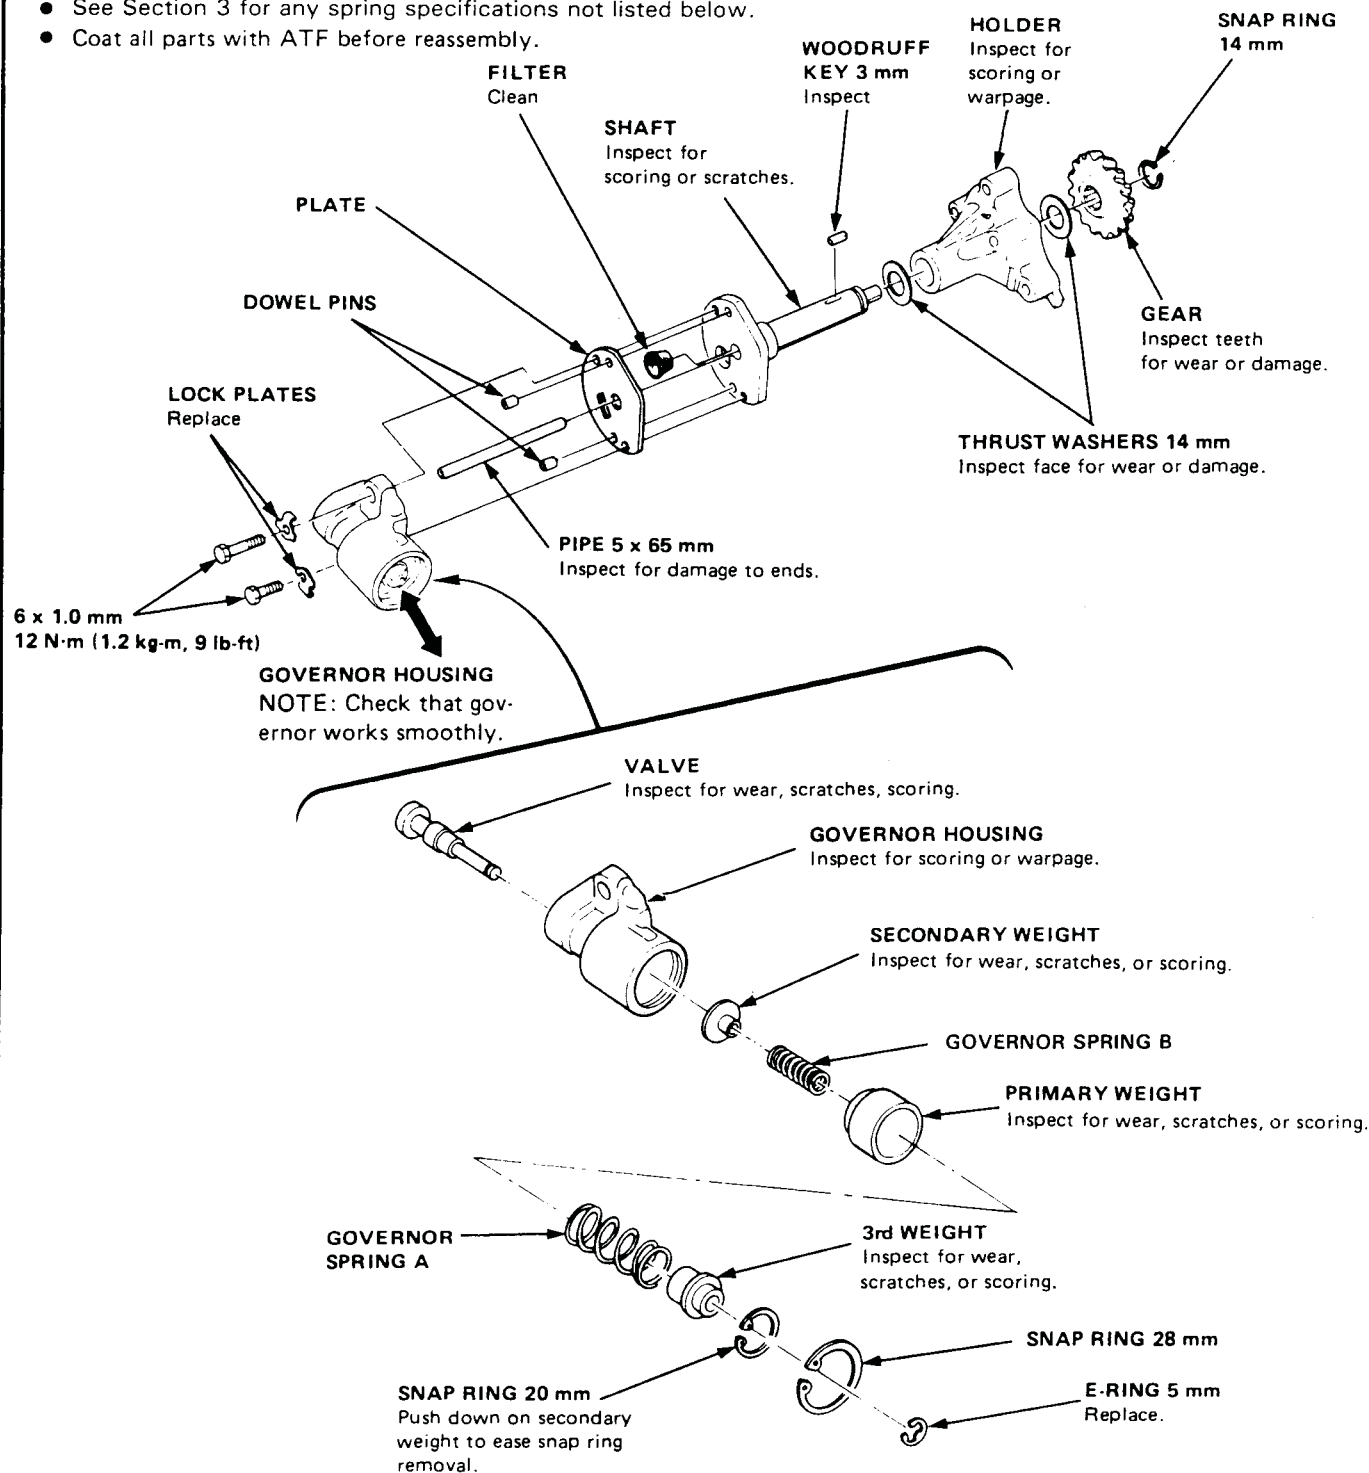 ● See Section 3 for any spring specifications not listed below.
● Coat all parts with ATF before reassembly.
HOLDER
Inspect for
scoring or
warpage.
SNAP RING
14 mm
WOODRUFF
KEY 3 mm
Inspect
FILTER
Clean
SHAFT
Inspect for
scoring or scratches.
PLATE
DOWEL PINS
GEAR
Inspect teeth
for wear or damage.
LOCK PLATES
Replace
THRUST WASHERS 14 mm
Inspect face for wear or damage.
PIPE 5 x 65 mm
Inspect for damage to ends.
6 x 1.0 mm
12 N·m (1.2 kg-m, 9 lb-ft)
GOVERNOR HOUSING
NOTE: Check that gov-
ernor works smoothly.
VALVE
Inspect for wear, scratches, scoring.
GOVERNOR HOUSING
Inspect for scoring or warpage.
SECONDARY WEIGHT
Inspect for wear, scratches, or scoring.
GOVERNOR SPRING B
PRIMARY WEIGHT
Inspect for wear, scratches, or scoring.
GOVERNOR
SPRING A
3rd WEIGHT
Inspect for wear,
scratches, or scoring.
SNAP RING 28 mm
SNAP RING 20 mm
Push down on secondary
weight to ease snap ring
removal.
E-RING 5 mm
Replace.